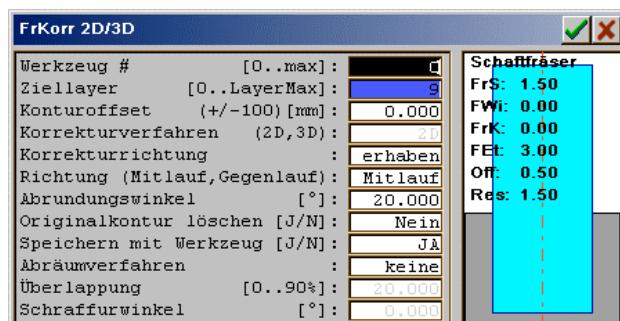 FrKorr 2D/3D
Werkzeug # [0..max]: 0
Ziellayer [0..LayerMax]: 9
Konturoffset (+/-100)[mm]: 0.000
Korrekturverfahren (2D,3D): 2D
Korrekturrichtung : erhaben
Richtung (Mitlauf,Gegenlauf): Mitlauf
Abrundungswinkel [°]: 20.000
Originalkontur löschen [J/N]: Nein
Speichern mit Werkzeug [J/N]: JA
Abräumverfahren : keine
Überlappung [0..90%]: 20.000
Schraffurwinkel [°]: 0.000
Schaftfräser
FrS: 1.50
FWi: 0.00
FrK: 0.00
FEt: 3.00
Off: 0.50
Res: 1.50